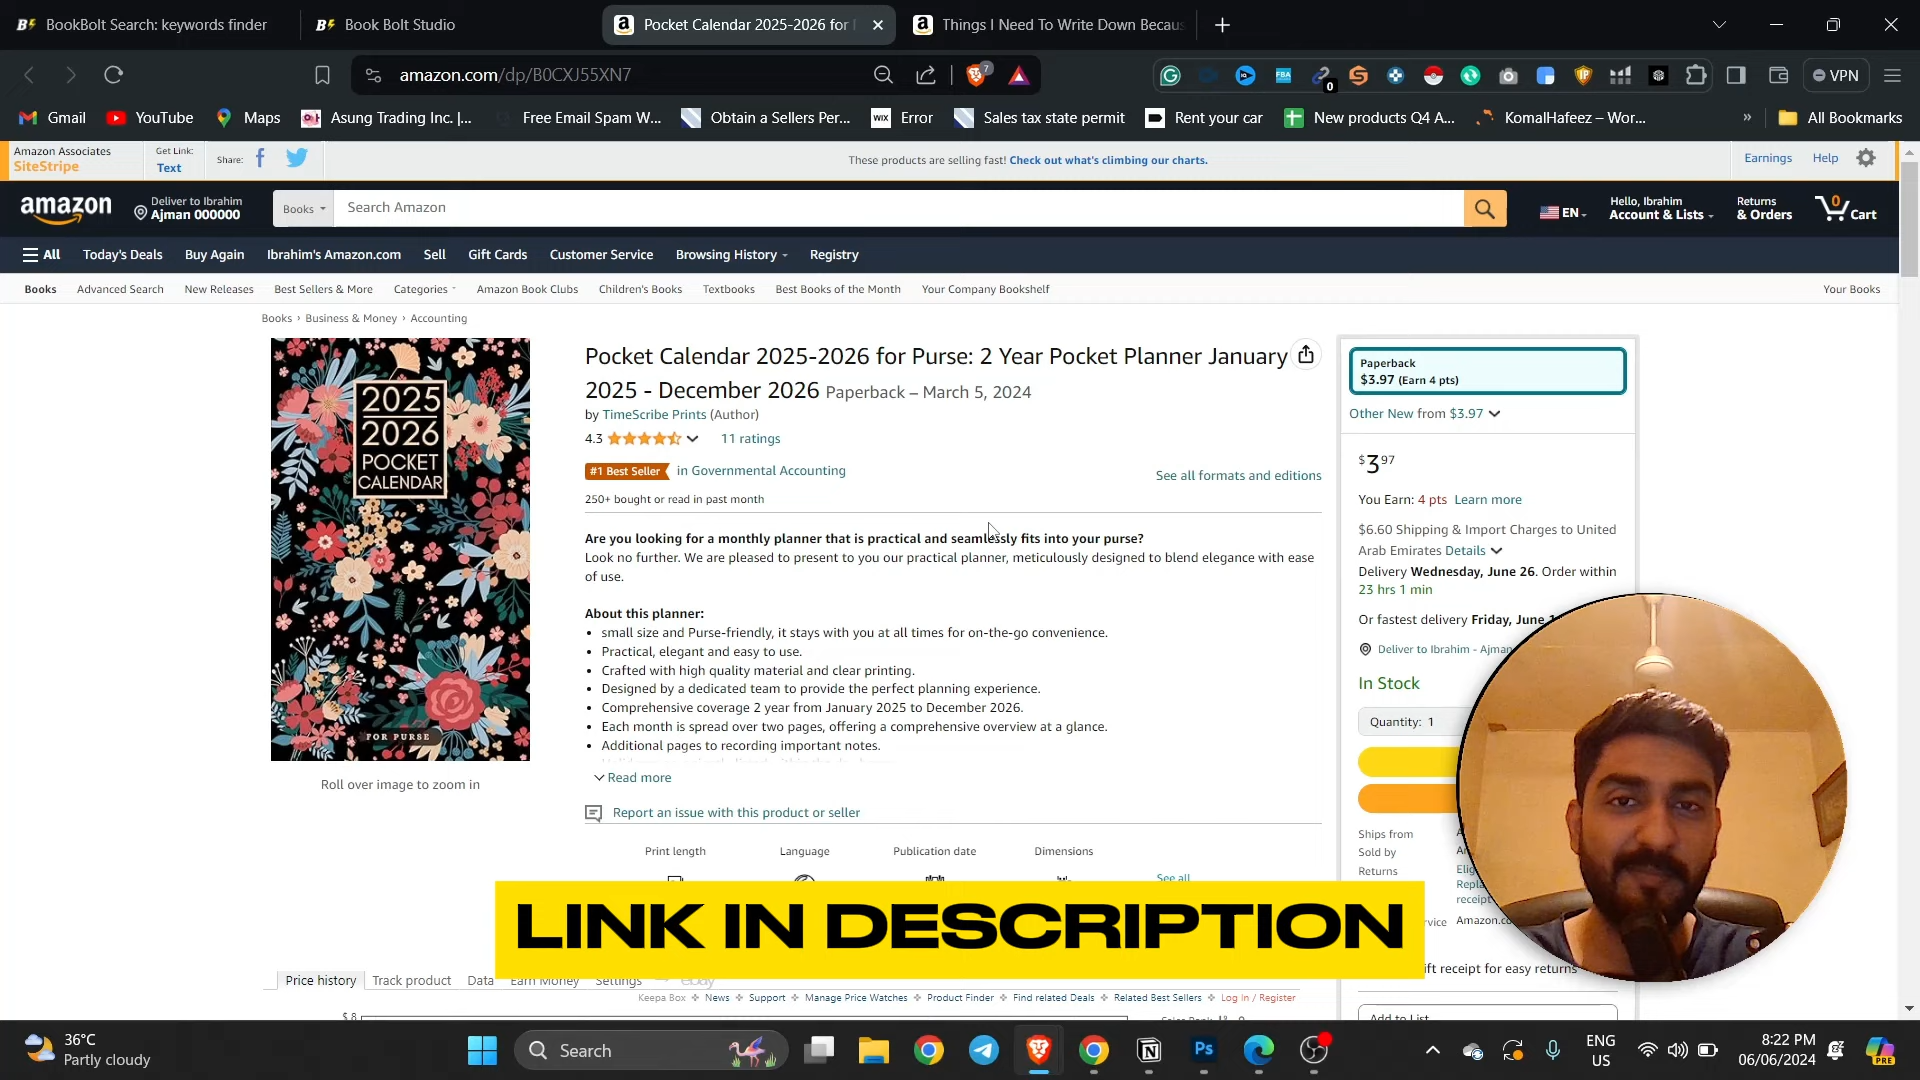 BookBolt Search: keywords finder
Book Bolt Studio
Pocket Calendar 2025-2026 for
Things I Need To Write Down Becaus
amazon.com/dp/B0CXJ55XN7
7
0
VPN
Gmail
YouTube
Maps
Asung Trading Inc. |...
Free Email Spam W...
Obtain a Sellers Per...
WIX
Error
Sales tax state permit
Rent your car
New products Q4 A...
KomalHafeez – Wor...
»
All Bookmarks
Amazon Associates
SiteStripe
Get Link:
Text
Share:
These products are selling fast! Check out what's climbing our charts.
Earnings
Help
amazon
Deliver to Ibrahim
Ajman 000000
Books
Search Amazon
EN
Hello, Ibrahim
Account & Lists
Returns
& Orders
0
Cart
All
Today's Deals
Buy Again
Ibrahim's Amazon.com
Sell
Gift Cards
Customer Service
Browsing History
Registry
Books
Advanced Search
New Releases
Best Sellers & More
Categories
Amazon Book Clubs
Children's Books
Textbooks
Best Books of the Month
Your Company Bookshelf
Your Books
Books › Business & Money › Accounting
2025
2026
POCKET
CALENDAR
FOR PURSE
Roll over image to zoom in
Pocket Calendar 2025-2026 for Purse: 2 Year Pocket Planner January
2025 - December 2026 Paperback – March 5, 2024
by TimeScribe Prints (Author)
4.3
11 ratings
#1 Best Seller in Governmental Accounting
See all formats and editions
250+ bought or read in past month
Are you looking for a monthly planner that is practical and seamlessly fits into your purse?
Look no further. We are pleased to present to you our practical planner, meticulously designed to blend elegance with ease
of use.
About this planner:
• small size and Purse-friendly, it stays with you at all times for on-the-go convenience.
• Practical, elegant and easy to use.
• Crafted with high quality material and clear printing.
• Designed by a dedicated team to provide the perfect planning experience.
• Comprehensive coverage 2 year from January 2025 to December 2026.
• Each month is spread over two pages, offering a comprehensive overview at a glance.
• Additional pages to recording important notes.
Read more
Report an issue with this product or seller
Print length
Language
Publication date
Dimensions
See all
Paperback
$3.97 (Earn 4 pts)
Other New from $3.97
$3.97
You Earn: 4 pts Learn more
$6.60 Shipping & Import Charges to United
Arab Emirates Details
Delivery Wednesday, June 26. Order within
23 hrs 1 min
Or fastest delivery Friday, June
Deliver to Ibrahim - Ajman
In Stock
Quantity: 1
Ships from
Sold by
Returns
Amazon.co
ift receipt for easy returns
Add to List
LINK IN DESCRIPTION
Price history
Track product
Data
Earn Money
Settings
ebay
Keepa Box
News
Support
Manage Price Watches
Product Finder
Find related Deals
Related Best Sellers
Log In / Register
$ 8
36°C
Partly cloudy
Search
Ps
ENG
US
8:22 PM
06/06/2024
PRE